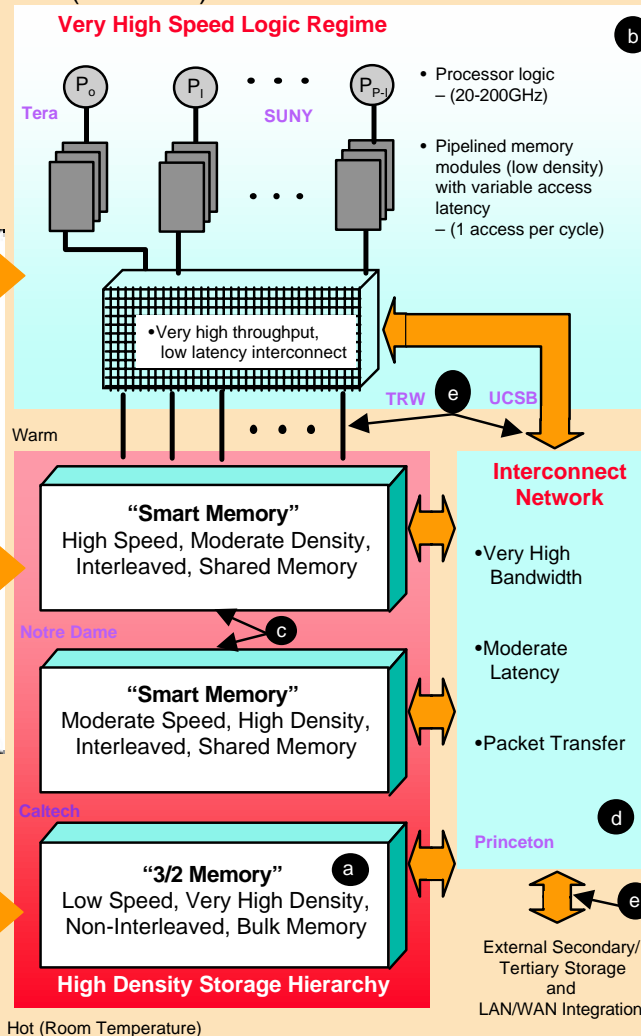 Very High Speed Logic Regime
b
Po
PI
• • •
PP-I
Tera
SUNY
• Processor logic
– (20-200GHz)
• Pipelined memory
modules (low density)
with variable access
latency
– (1 access per cycle)
• • •
•Very high throughput,
low latency interconnect
TRW
e
UCSB
• • •
Warm
Interconnect
Network
“Smart Memory”
High Speed, Moderate Density,
Interleaved, Shared Memory
•Very High
Bandwidth
Notre Dame
c
•Moderate
Latency
“Smart Memory”
Moderate Speed, High Density,
Interleaved, Shared Memory
•Packet Transfer
Caltech
d
Princeton
“3/2 Memory”
a
Low Speed, Very High Density,
Non-Interleaved, Bulk Memory
High Density Storage Hierarchy
e
External Secondary/
Tertiary Storage
and
LAN/WAN Integration
Hot (Room Temperature)